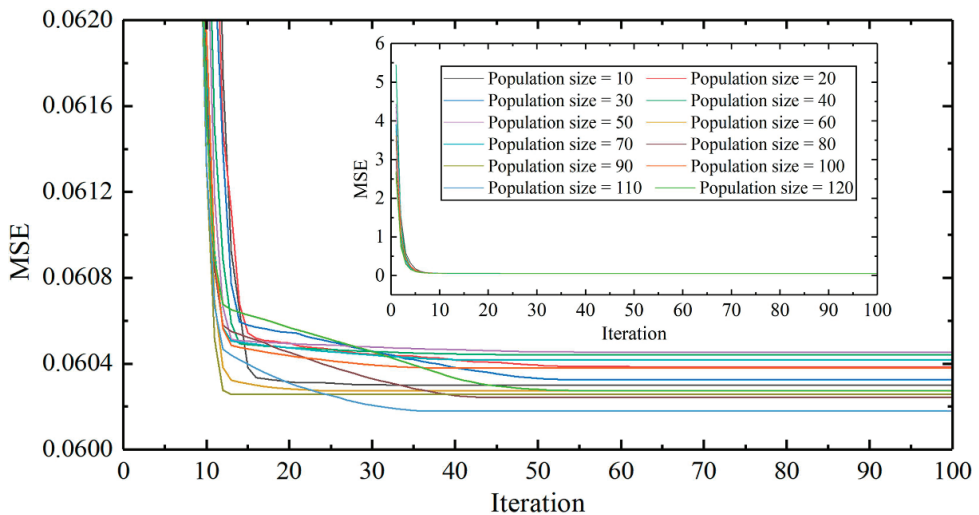 0.0620
0.0616
0.0612
0.0608
0.0604
0.0600
MSE
0 10 20 30 40 50 60 70 80 90 100
Iteration
6
5
4
3
2
1
0
MSE
0 10 20 30 40 50 60 70 80 90 100
Iteration
Population size = 10 Population size = 20
Population size = 30 Population size = 40
Population size = 50 Population size = 60
Population size = 70 Population size = 80
Population size = 90 Population size = 100
Population size = 110 Population size = 120